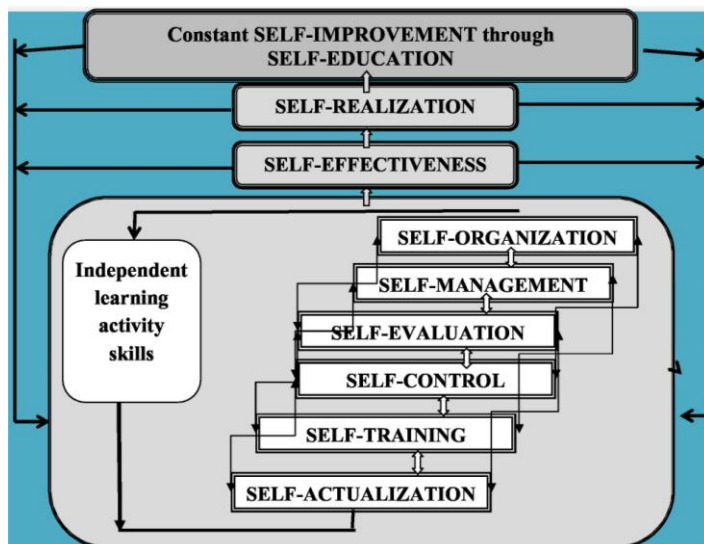 Constant SELF-IMPROVEMENT through
SELF-EDUCATION
SELF-REALIZATION
SELF-EFFECTIVENESS
Independent
learning
activity
skills
SELF-ORGANIZATION
SELF-MANAGEMENT
SELF-EVALUATION
SELF-CONTROL
SELF-TRAINING
SELF-ACTUALIZATION